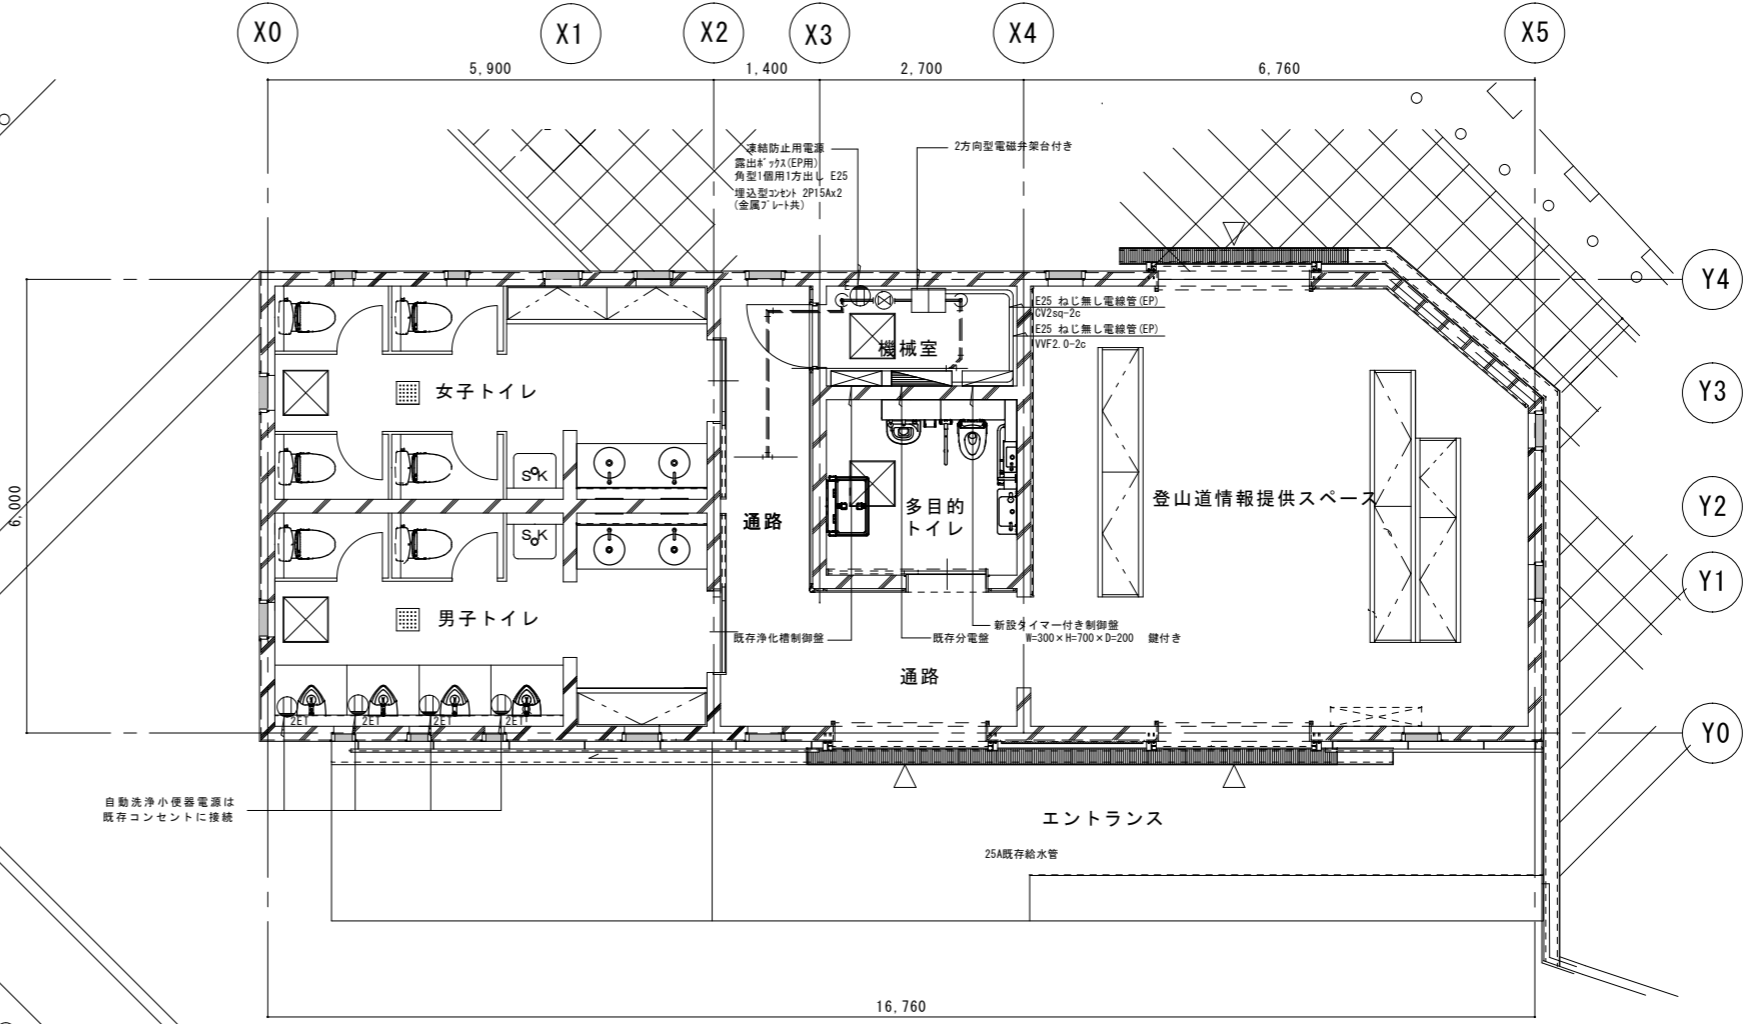 X0
X1
X2
X3
X4
X5
5,900
1,400
2,700
6,760
凍結防止用電源
露出ボックス(EP用)
角型1個用1方出し E25
埋込型コンセント 2P15Ax2
(金属プレート共)
2方向型電磁弁架台付き
Y4
E25 ねじ無し電線管(EP)
CV2sq-2c
E25 ねじ無し電線管(EP)
VVF2.0-2c
機械室
女子トイレ
Y3
SK
6,000
通路
多目的
トイレ
登山道情報提供スペース
Y2
SK
Y1
男子トイレ
既存浄化槽制御盤
既存分電盤
新設タイマー付き制御盤
W=300×H=700×D=200 鍵付き
通路
2ET
2ET
2ET
2ET
Y0
自動洗浄小便器電源は
既存コンセントに接続
エントランス
25A既存給水管
16,760